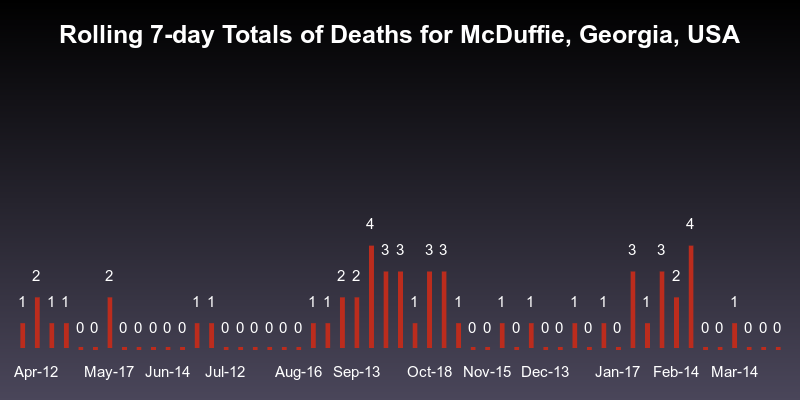 Rolling 7-day Totals of Deaths for McDuffie, Georgia, USA
4 4
3 3 3 3 3 3
2 2 2 2 2
1 1 1 1 1 1 1 1 1 1 1 1 1 1 1
0 0 0 0 0 0 0 0 0 0 0 0 0 0 0 0 0 0 0 0 0 0 0 0 0
Apr-12 May-17 Jun-14 Jul-12 Aug-16 Sep-13 Oct-18 Nov-15 Dec-13 Jan-17 Feb-14 Mar-14